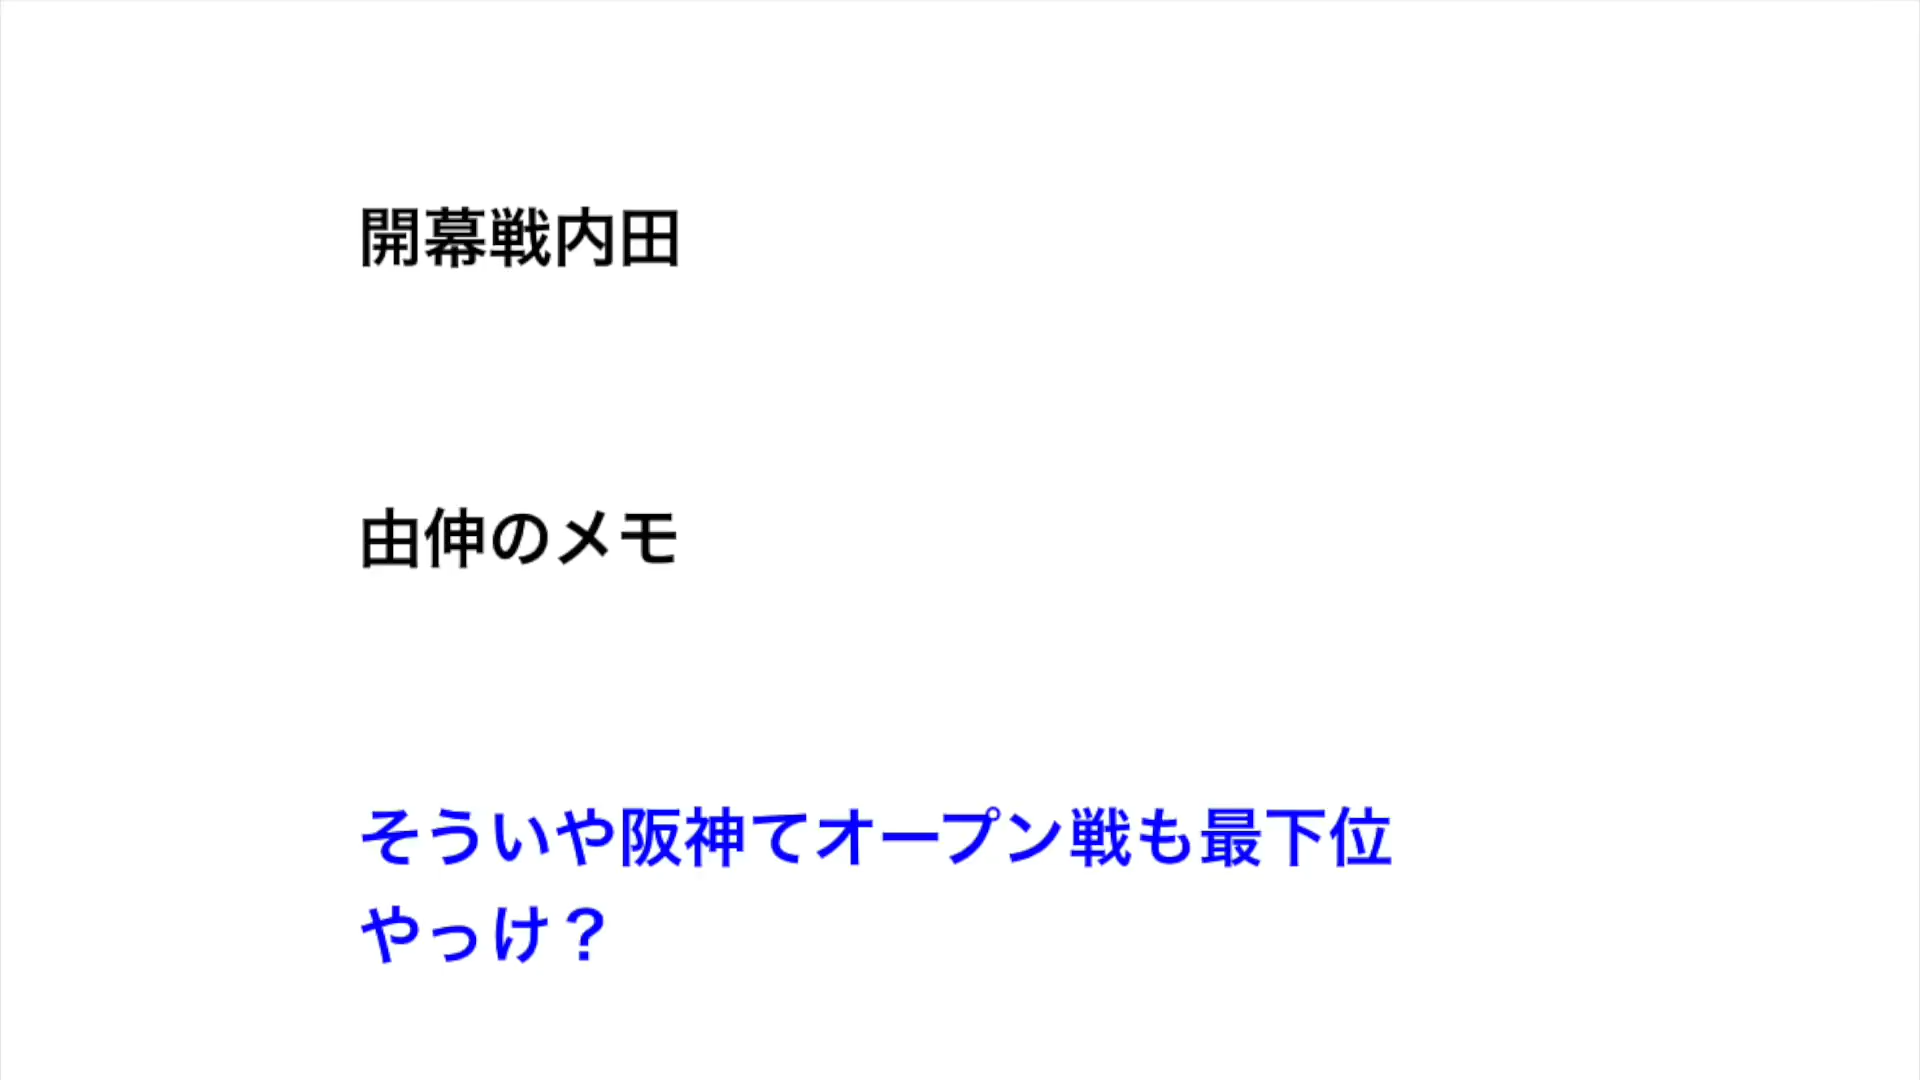 開幕戦内田
由伸のメモ
そういや阪神てオープン戦も最下位
やっけ？